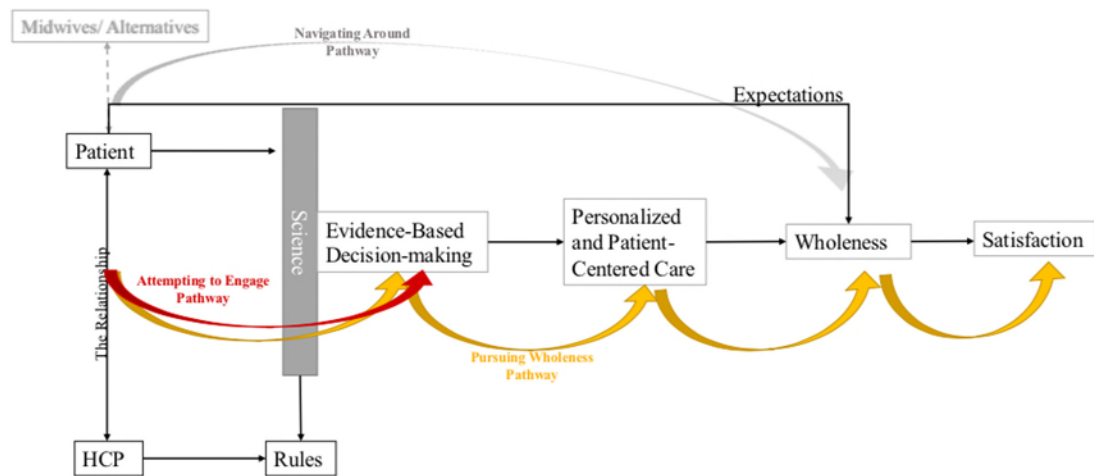 Midwives/ Alternatives
Navigating Around
Pathway
Expectations
Patient
Science
Evidence-Based
Decision-making
Personalized
and Patient-
Centered Care
Wholeness
Satisfaction
The Relationship
Attempting to Engage
Pathway
Pursuing Wholeness
Pathway
HCP
Rules